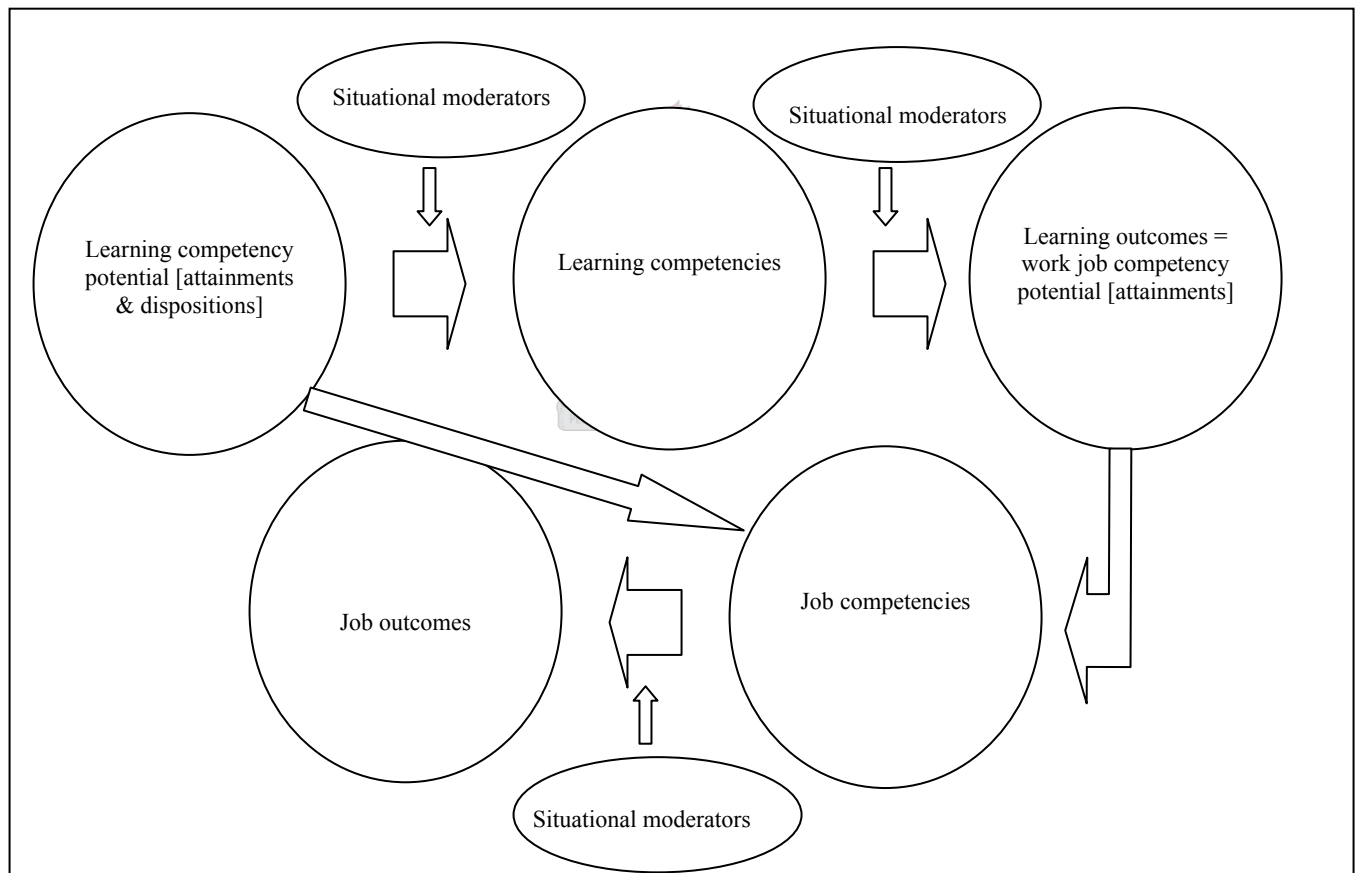 Situational moderators
Situational moderators
Learning competency
potential [attainments
& dispositions]
Learning competencies
Learning outcomes =
work job competency
potential [attainments]
Job outcomes
Job competencies
Situational moderators